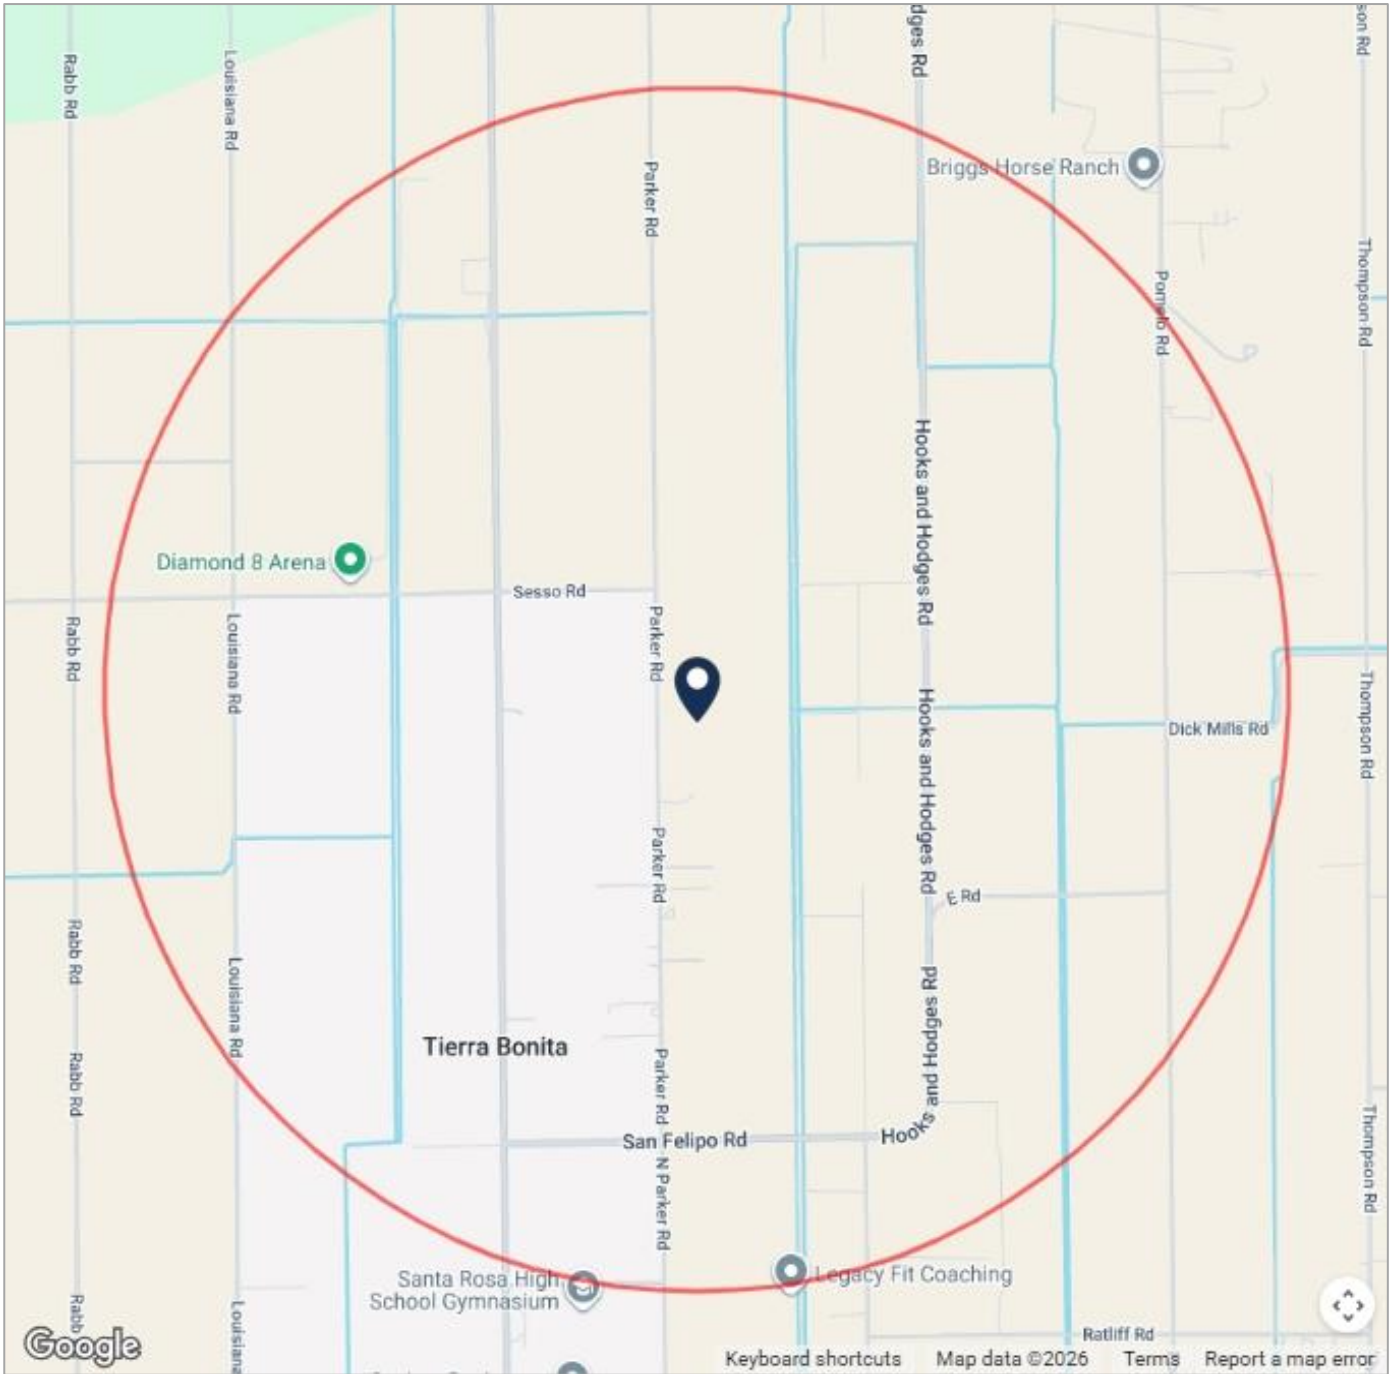 dges Rd
son Rd
Rabb Rd
Louisiana Rd
Parker Rd
Briggs Horse Ranch
Thompson Rd
Pomelo Rd
Hooks and Hodges Rd
Diamond 8 Arena
Sesso Rd
Rabb Rd
Louisiana Rd
Parker Rd
Hooks and Hodges Rd
Thompson Rd
Dick Mills Rd
Parker Rd
E Rd
Rabb Rd
Louisiana Rd
Hooks and Hodges Rd
Tierra Bonita
Rabb Rd
Parker Rd
San Felipo Rd
Thompson Rd
N Parker Rd
Santa Rosa High
School Gymnasium
Legacy Fit Coaching
Rabb
Louisiana
Ratliff Rd
Google
Keyboard shortcuts
Map data ©2026
Terms
Report a map error